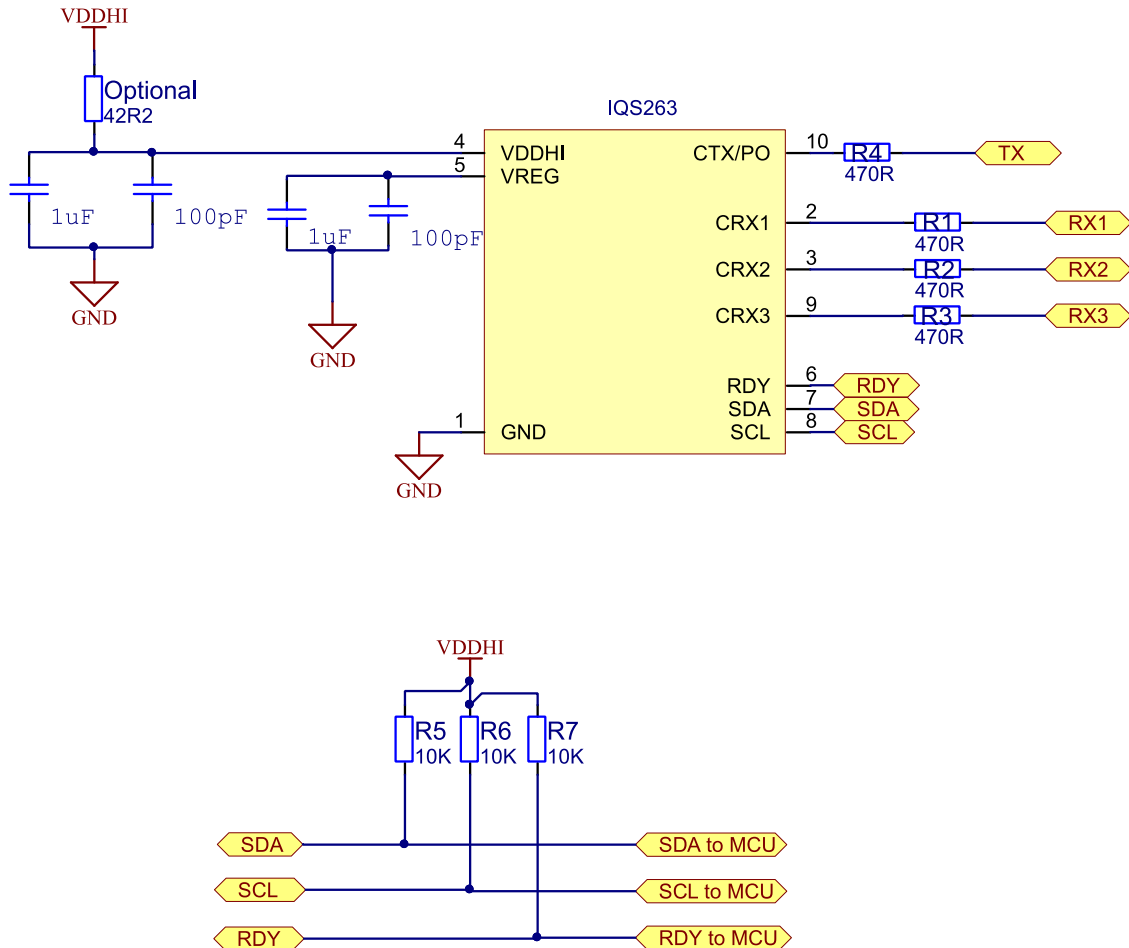 VDDHI
Optional
42R2
1uF
100pF
GND
1uF
100pF
GND
IQS263
4
VDDHI
5
VREG
1
GND
GND
CTX/PO
10
R4
470R
TX
CRX1
2
R1
470R
RX1
CRX2
3
R2
470R
RX2
CRX3
9
R3
470R
RX3
RDY
6
RDY
SDA
7
SDA
SCL
8
SCL
VDDHI
R5
10K
R6
10K
R7
10K
SDA
SDA to MCU
SCL
SCL to MCU
RDY
RDY to MCU